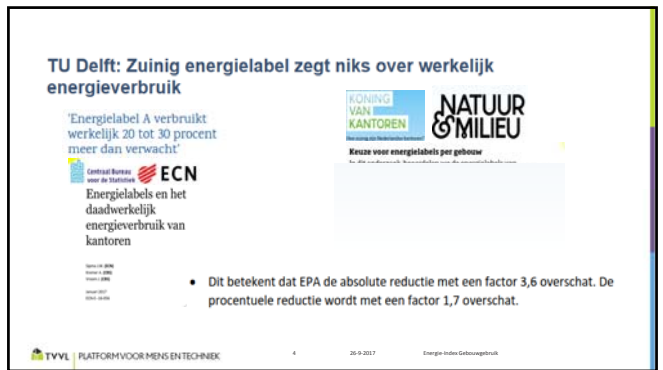 TU Delft: Zuinig energielabel zegt niks over werkelijk
energieverbruik
'Energielabel A verbruikt
werkelijk 20 tot 30 procent
meer dan verwacht'
Centraal Bureau
voor de Statistiek
ECN
Energielabels en het
daadwerkelijk
energieverbruik van
kantoren
Januari 2017
KONING
VAN
KANTOREN
NATUUR
&MILIEU
Keuze voor energielabels per gebouw
• Dit betekent dat EPA de absolute reductie met een factor 3,6 overschat. De
procentuele reductie wordt met een factor 1,7 overschat.
TVVL | PLATFORM VOOR MENS EN TECHNIEK
4
26-9-2017
Energie-Index Gebouwgebruik